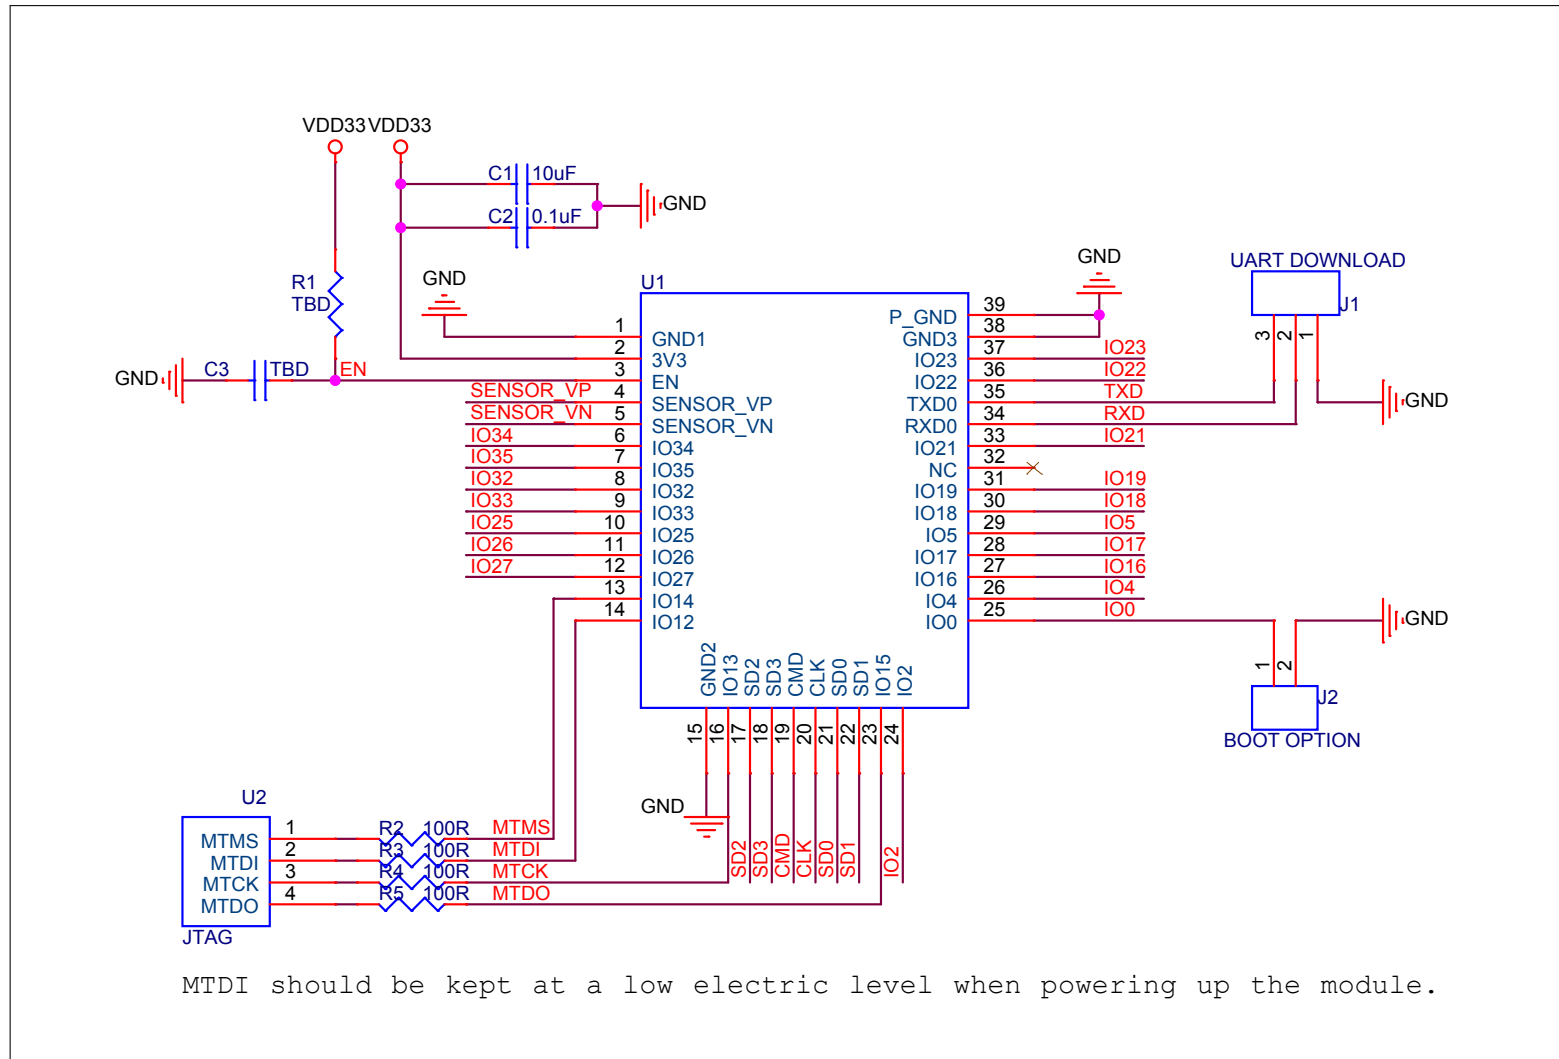 VDD33 VDD33
C1 10uF
GND
C2 0.1uF
R1
TBD
GND
C3 TBD EN
GND
U1
1 GND1
2 3V3
3 EN
SENSOR_VP 4 SENSOR_VP
SENSOR_VN 5 SENSOR_VN
IO34 6 IO34
IO35 7 IO35
IO32 8 IO32
IO33 9 IO33
IO25 10 IO25
IO26 11 IO26
IO27 12 IO27
13 IO14
14 IO12
GND
P_GND 39
GND3 38
IO23 37 IO23
IO22 36 IO22
TXD0 35 TXD
RXD0 34 RXD
IO21 33 IO21
NC 32
IO19 31 IO19
IO18 30 IO18
IO5 29 IO5
IO17 28 IO17
IO16 27 IO16
IO4 26 IO4
IO0 25 IO0
UART DOWNLOAD
J1
3 2 1
GND
GND
1 2
J2
BOOT OPTION
GND2 IO13 SD2 SD3 CMD CLK SD0 SD1 IO15 IO2
15 16 17 18 19 20 21 22 23 24
GND
SD2 SD3 CMD CLK SD0 SD1 IO2
U2
MTMS 1 R2 100R MTMS
MTDI 2 R3 100R MTDI
MTCK 3 R4 100R MTCK
MTDO 4 R5 100R MTDO
JTAG
MTDI should be kept at a low electric level when powering up the module.